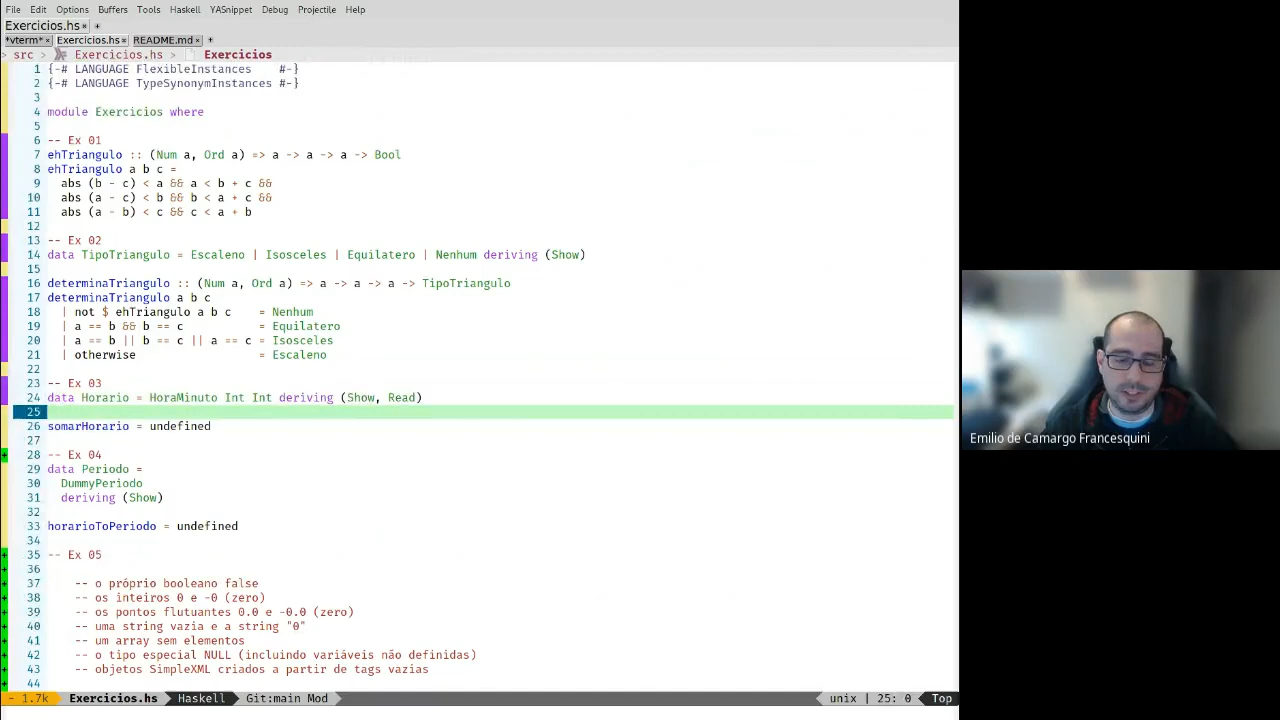 File Edit Options Buffers Tools Haskell YASnippet Debug Projectile Help
Exercicios.hs × +
*vterm* × Exercicios.hs × README.md × +
> src > Exercicios.hs > Exercicios
1 {-# LANGUAGE FlexibleInstances    #-}
2 {-# LANGUAGE TypeSynonymInstances #-}
3
4 module Exercicios where
5
6 -- Ex 01
7 ehTriangulo :: (Num a, Ord a) => a -> a -> a -> Bool
8 ehTriangulo a b c =
9   abs (b - c) < a && a < b + c &&
10   abs (a - c) < b && b < a + c &&
11   abs (a - b) < c && c < a + b
12
13 -- Ex 02
14 data TipoTriangulo = Escaleno | Isosceles | Equilatero | Nenhum deriving (Show)
15
16 determinaTriangulo :: (Num a, Ord a) => a -> a -> a -> TipoTriangulo
17 determinaTriangulo a b c
18   | not $ ehTriangulo a b c    = Nenhum
19   | a == b && b == c           = Equilatero
20   | a == b || b == c || a == c = Isosceles
21   | otherwise                  = Escaleno
22
23 -- Ex 03
24 data Horario = HoraMinuto Int Int deriving (Show, Read)
25
26 somarHorario = undefined
27
28 -- Ex 04
29 data Periodo =
30   DummyPeriodo
31   deriving (Show)
32
33 horarioToPeriodo = undefined
34
35 -- Ex 05
36
37     -- o próprio booleano false
38     -- os inteiros 0 e -0 (zero)
39     -- os pontos flutuantes 0.0 e -0.0 (zero)
40     -- uma string vazia e a string "0"
41     -- um array sem elementos
42     -- o tipo especial NULL (incluindo variáveis não definidas)
43     -- objetos SimpleXML criados a partir de tags vazias
44
- 1.7k Exercicios.hs Haskell Git:main Mod unix | 25: 0 Top
Emilio de Camargo Francesquini